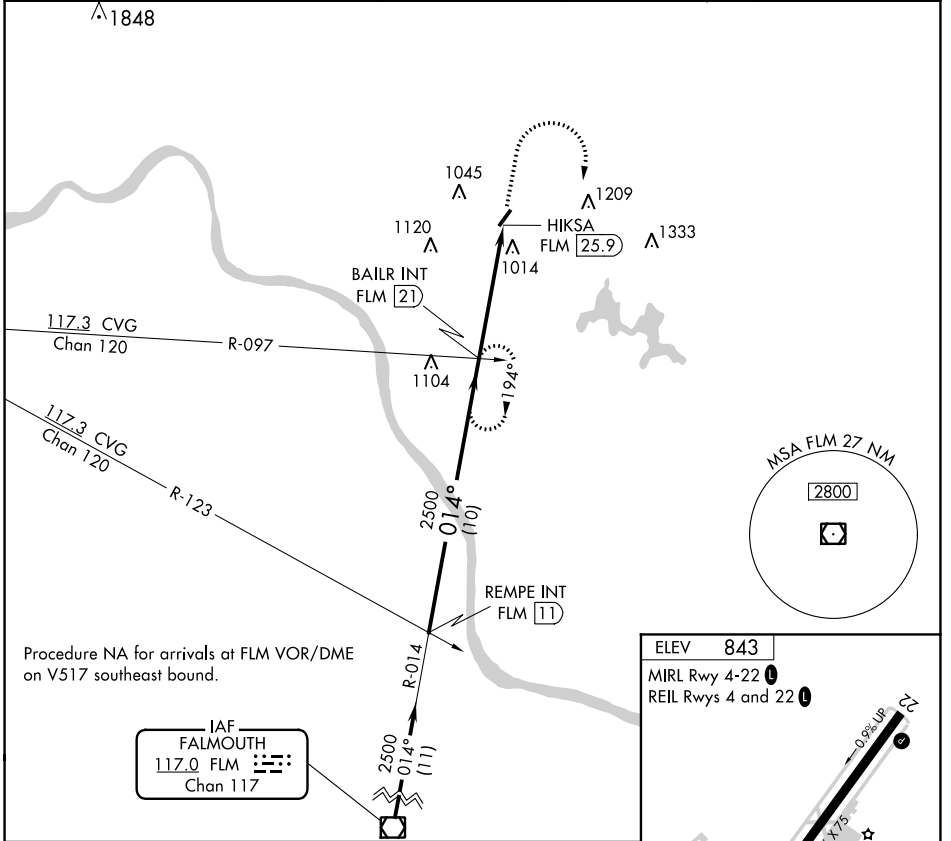 1848
1045
1209
1120
HIKSA
FLM 25.9
1333
1014
BAILR INT
FLM 21
117.3 CVG
Chan 120
R-097
1104
194°
117.3 CVG
Chan 120
R-123
MSA FLM 27 NM
2800
2500
014°
(10)
REMPE INT
FLM 11
R-014
Procedure NA for arrivals at FLM VOR/DME
on V517 southeast bound.
ELEV 843
MIRL Rwy 4-22 L
REIL Rwys 4 and 22 L
22
0.9% UP
P
X 75
IAF
FALMOUTH
117.0 FLM
Chan 117
2500
014°
(11)